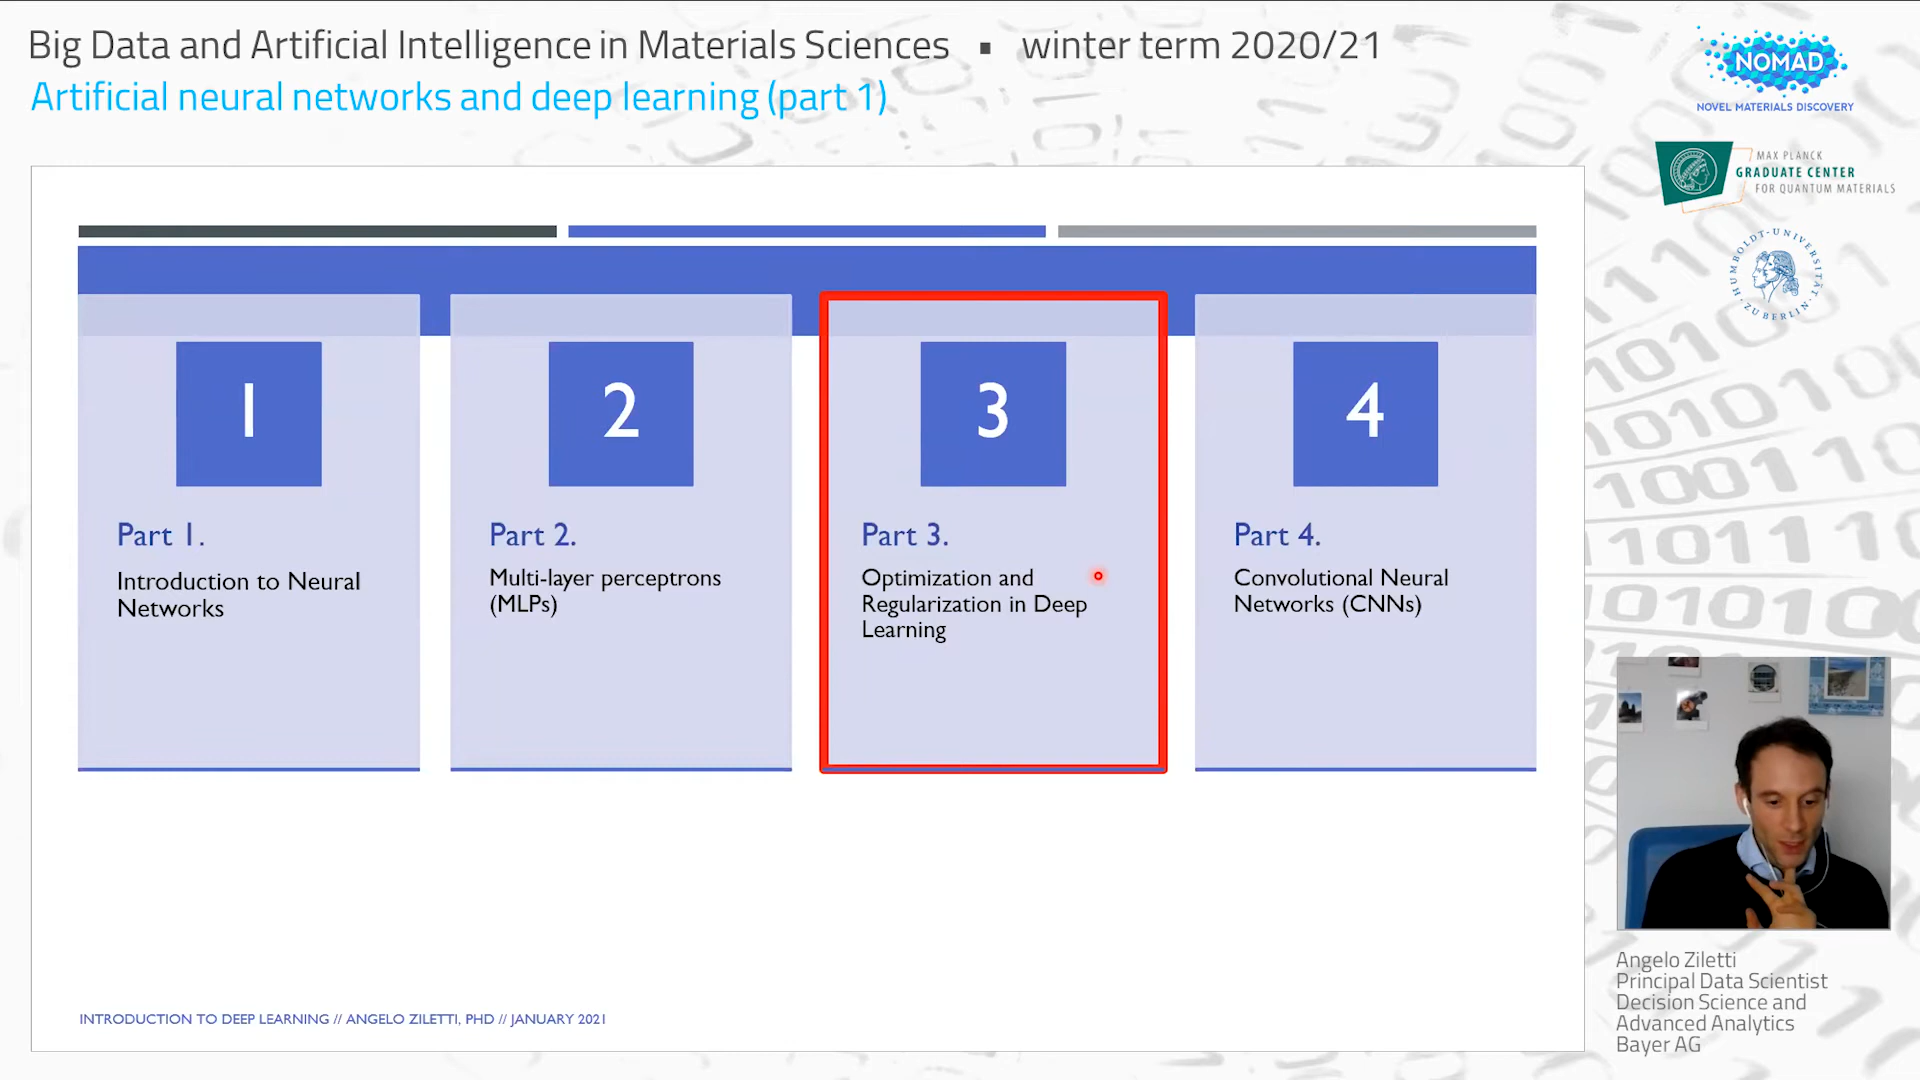 Big Data and Artificial Intelligence in Materials Sciences ▪ winter term 2020/21
Artificial neural networks and deep learning (part 1)
NOMAD
NOVEL MATERIALS DISCOVERY
MAX PLANCK
GRADUATE CENTER
FOR QUANTUM MATERIALS
HUMBOLDT-UNIVERSITÄT
ZU BERLIN
1
2
3
4
Part 1.
Introduction to Neural
Networks
Part 2.
Multi-layer perceptrons
(MLPs)
Part 3.
Optimization and
Regularization in Deep
Learning
Part 4.
Convolutional Neural
Networks (CNNs)
INTRODUCTION TO DEEP LEARNING // ANGELO ZILETTI, PHD // JANUARY 2021
Angelo Ziletti
Principal Data Scientist
Decision Science and
Advanced Analytics
Bayer AG